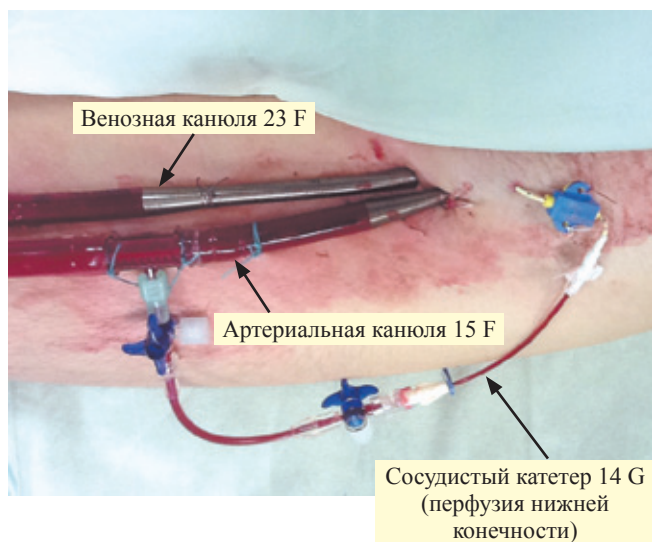 Венозная канюля 23 F
Артериальная канюля 15 F
Сосудистый катетер 14 G
(перфузия нижней
конечности)